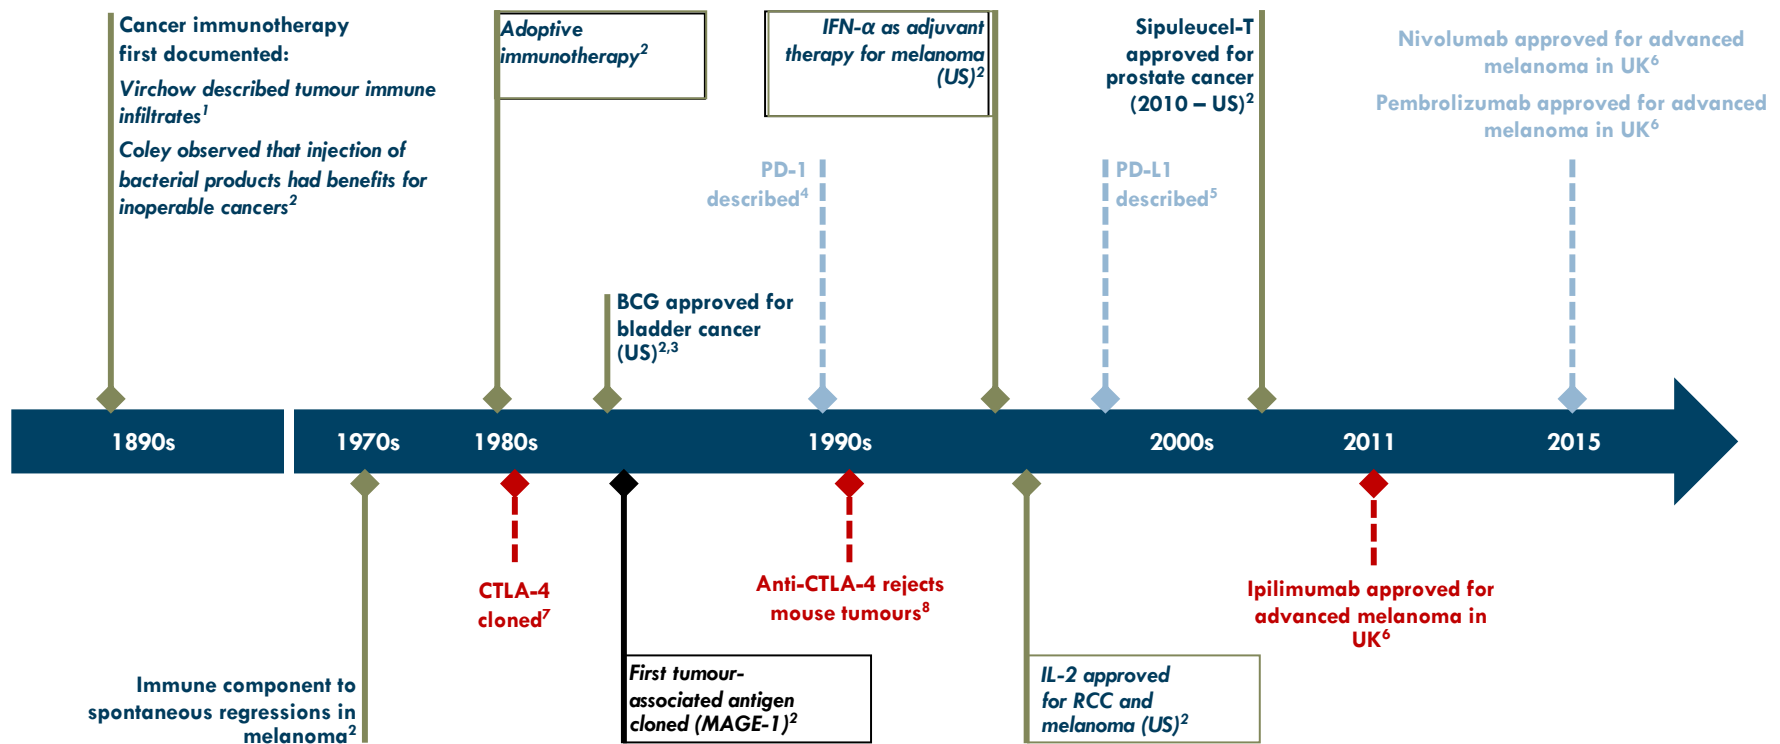 Cancer immunotherapy
first documented:
Virchow described tumour immune
infiltrates1
Coley observed that injection of
bacterial products had benefits for
inoperable cancers2
Adoptive
immunotherapy2
IFN-α as adjuvant
therapy for melanoma
(US)2
Sipuleucel-T
approved for
prostate cancer
(2010 – US)2
Nivolumab approved for advanced
melanoma in UK6
Pembrolizumab approved for advanced
melanoma in UK6
PD-1
described4
PD-L1
described5
BCG approved for
bladder cancer
(US)2,3
1890s
1970s
1980s
1990s
2000s
2011
2015
CTLA-4
cloned7
Anti-CTLA-4 rejects
mouse tumours8
Ipilimumab approved for
advanced melanoma in
UK6
Immune component to
spontaneous regressions in
melanoma2
First tumour-
associated antigen
cloned (MAGE-1)2
IL-2 approved
for RCC and
melanoma (US)2